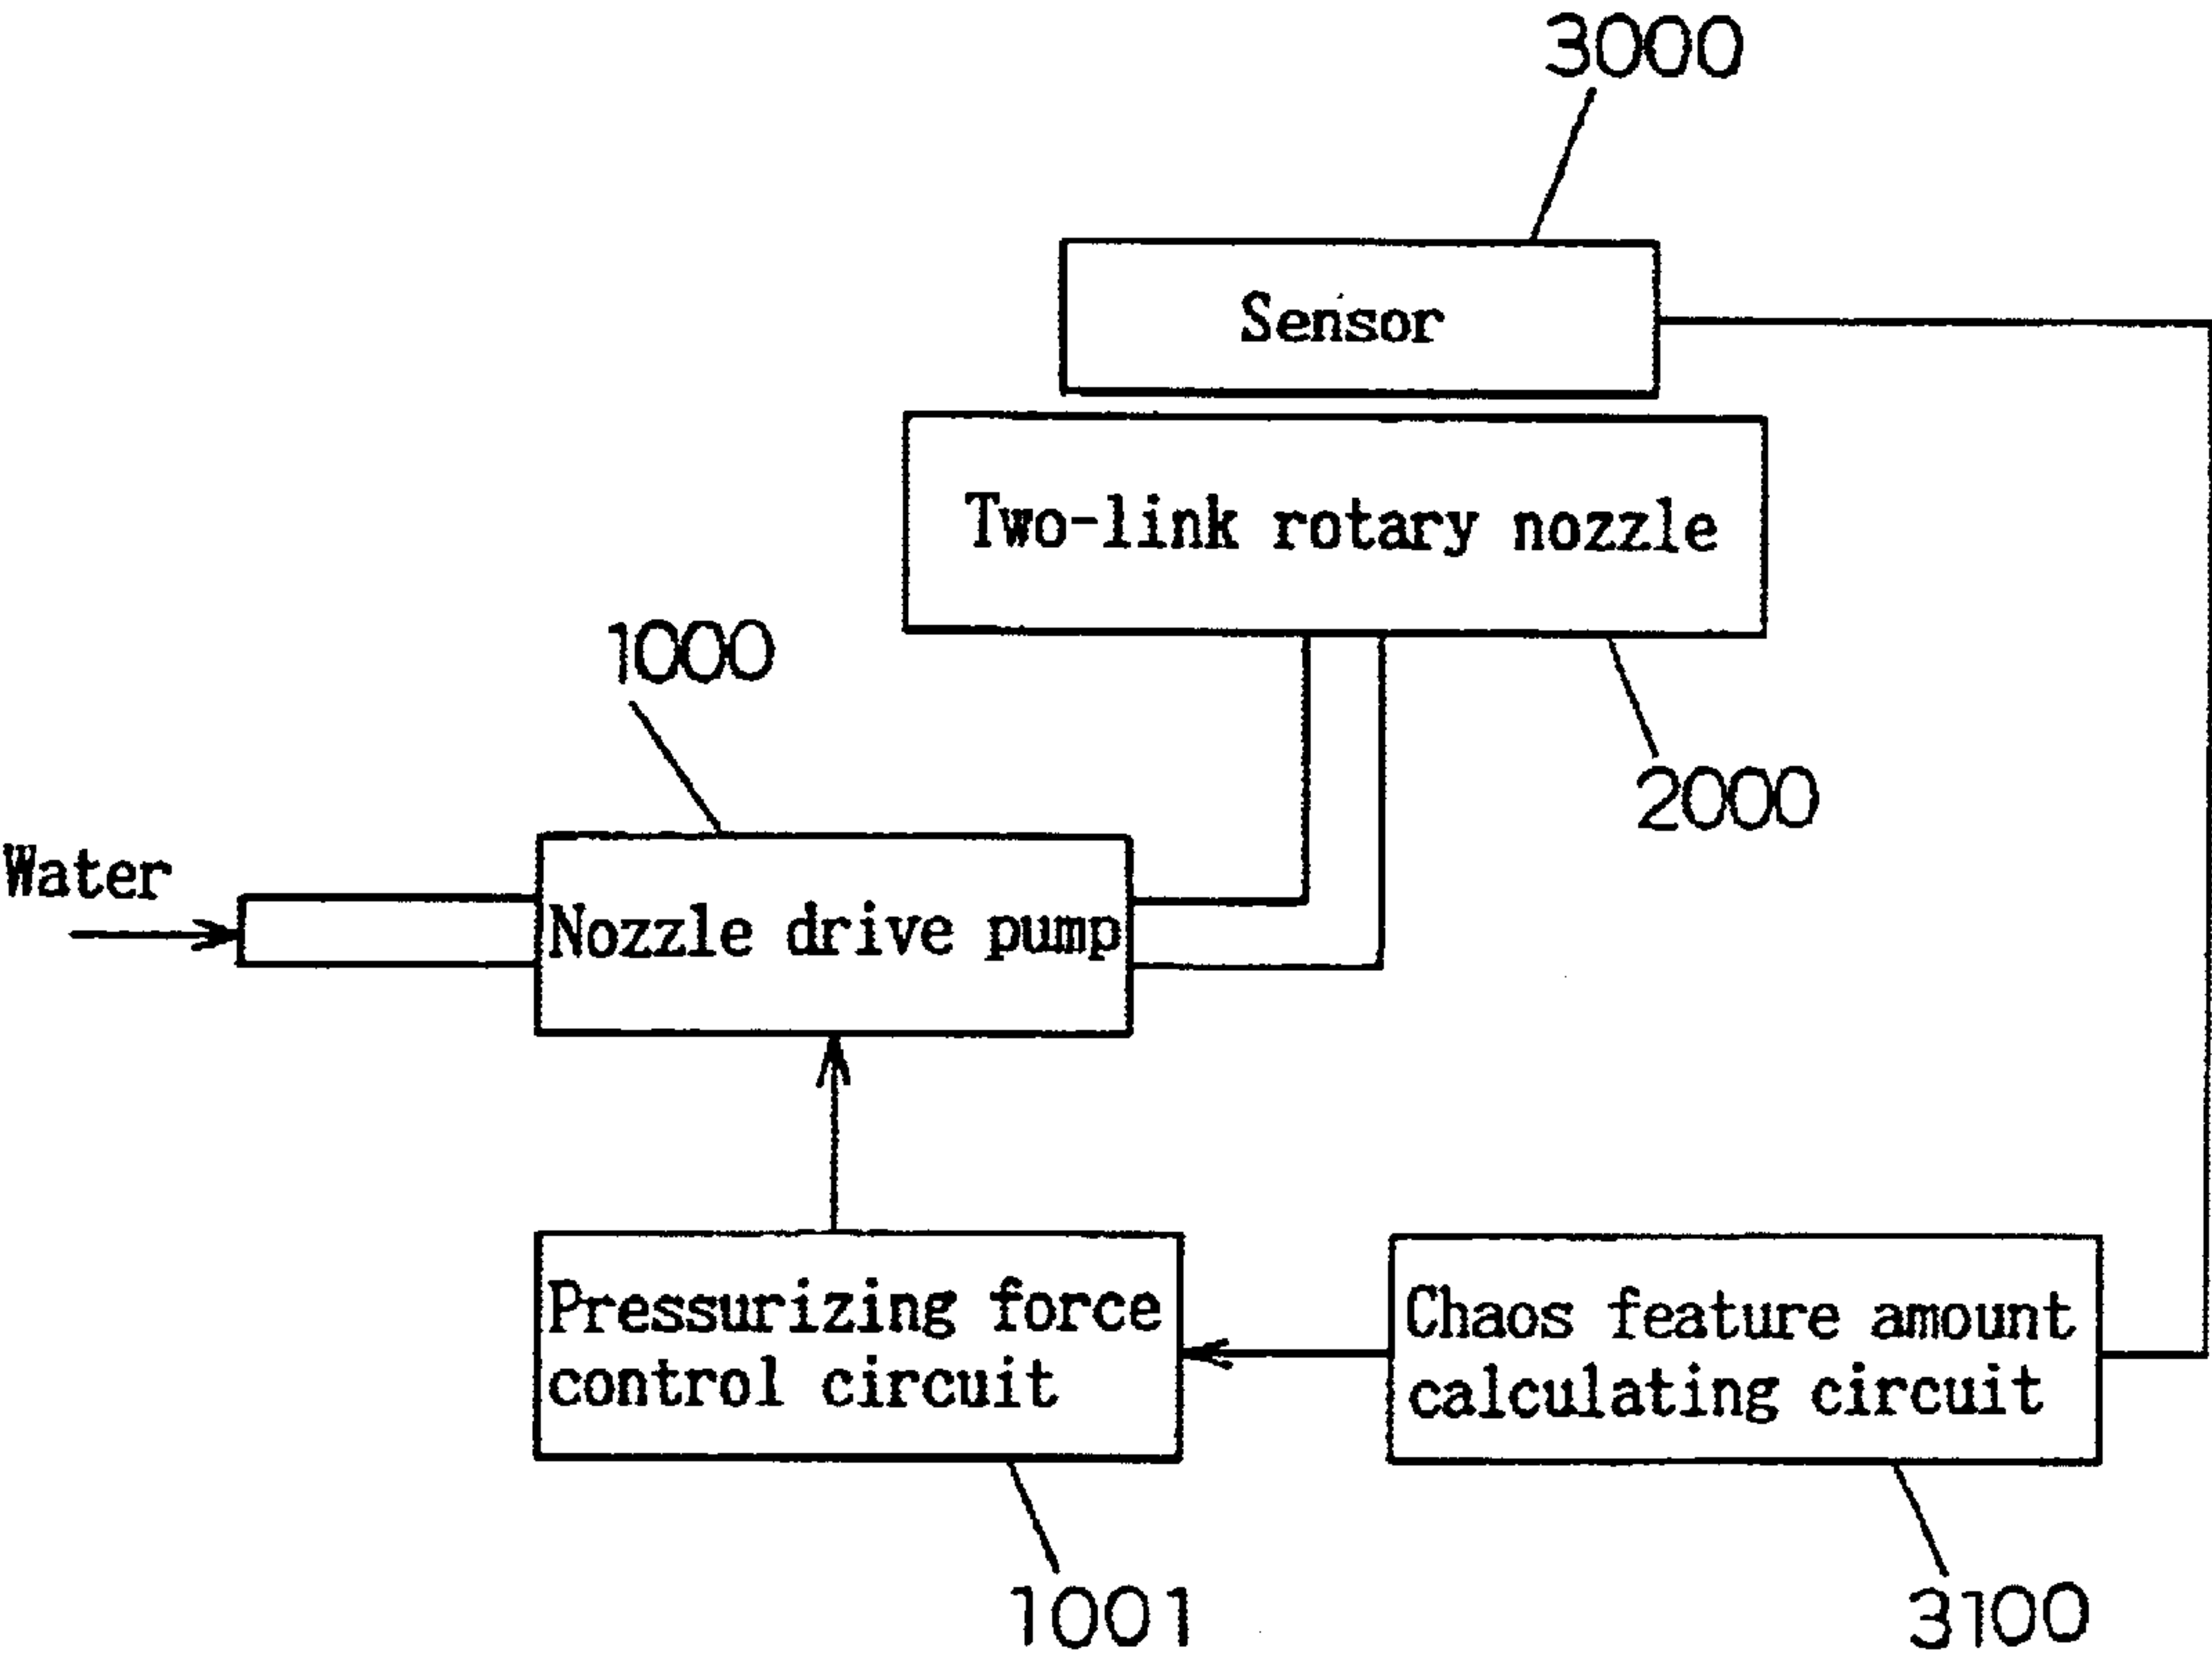 3000
Sensor
Two-link rotary nozzle
1000
2000
Water
Nozzle drive pump
Pressurizing force
control circuit
Chaos feature amount
calculating circuit
1001
3100